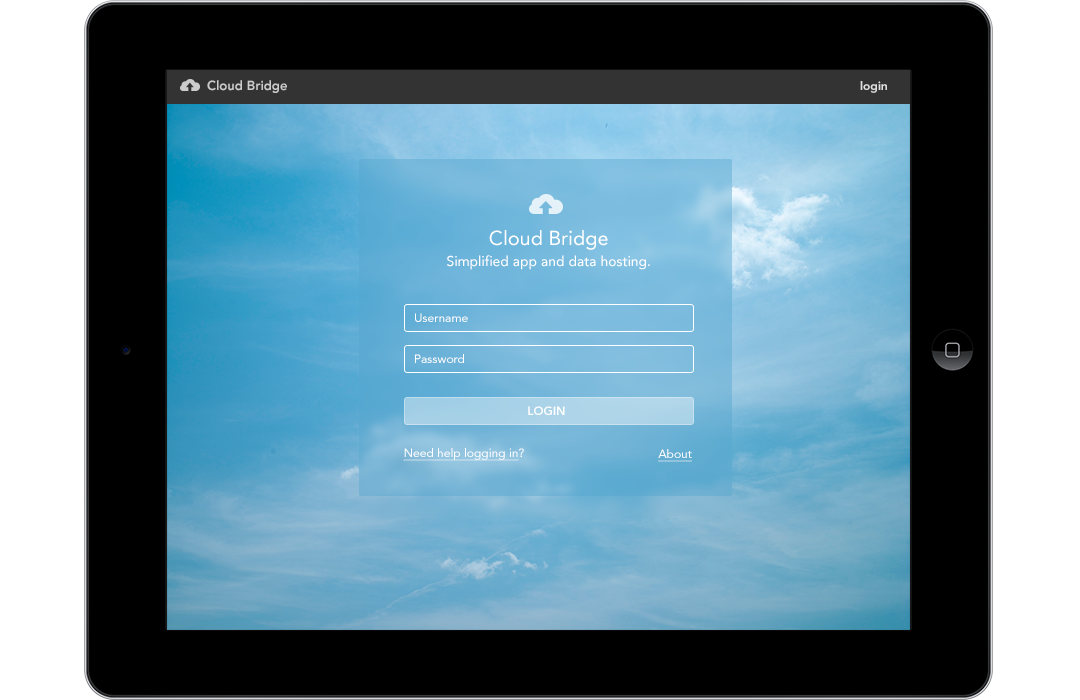 Cloud Bridge
login
Cloud Bridge
Simplified app and data hosting.
Username
Password
LOGIN
Need help logging in?
About